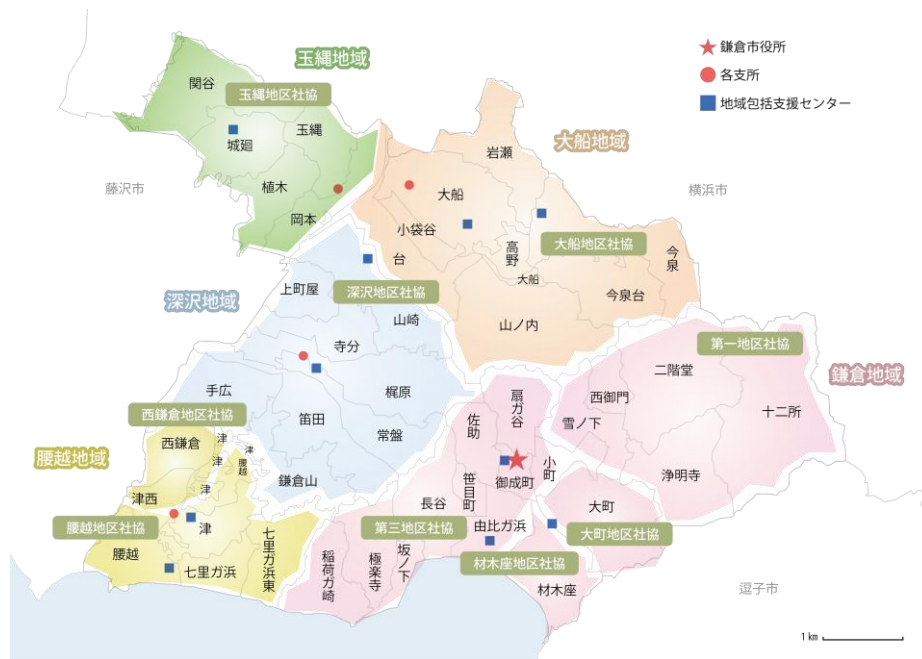 鎌倉市役所
各支所
地域包括支援センター
玉縄地域
関谷
玉縄地区社協
玉縄
城廻
植木
岡本
藤沢市
大船地域
岩瀬
大船
小袋谷
高野
台
大船
大船地区社協
今泉
今泉台
山ノ内
横浜市
深沢地域
上町屋
深沢地区社協
山崎
寺分
手広
梶原
笛田
常盤
鎌倉山
鎌倉地域
第一地区社協
二階堂
西御門
十二所
雪ノ下
浄明寺
扇ガ谷
佐助
小町
御成町
笹目町
長谷
由比ガ浜
第三地区社協
坂ノ下
極楽寺
稲荷ガ崎
大町
大町地区社協
材木座地区社協
材木座
逗子市
腰越地域
西鎌倉地区社協
西鎌倉
津
津
津
腰越
津
津西
津
腰越地区社協
腰越
七里ガ浜
七里ガ浜東
1 km